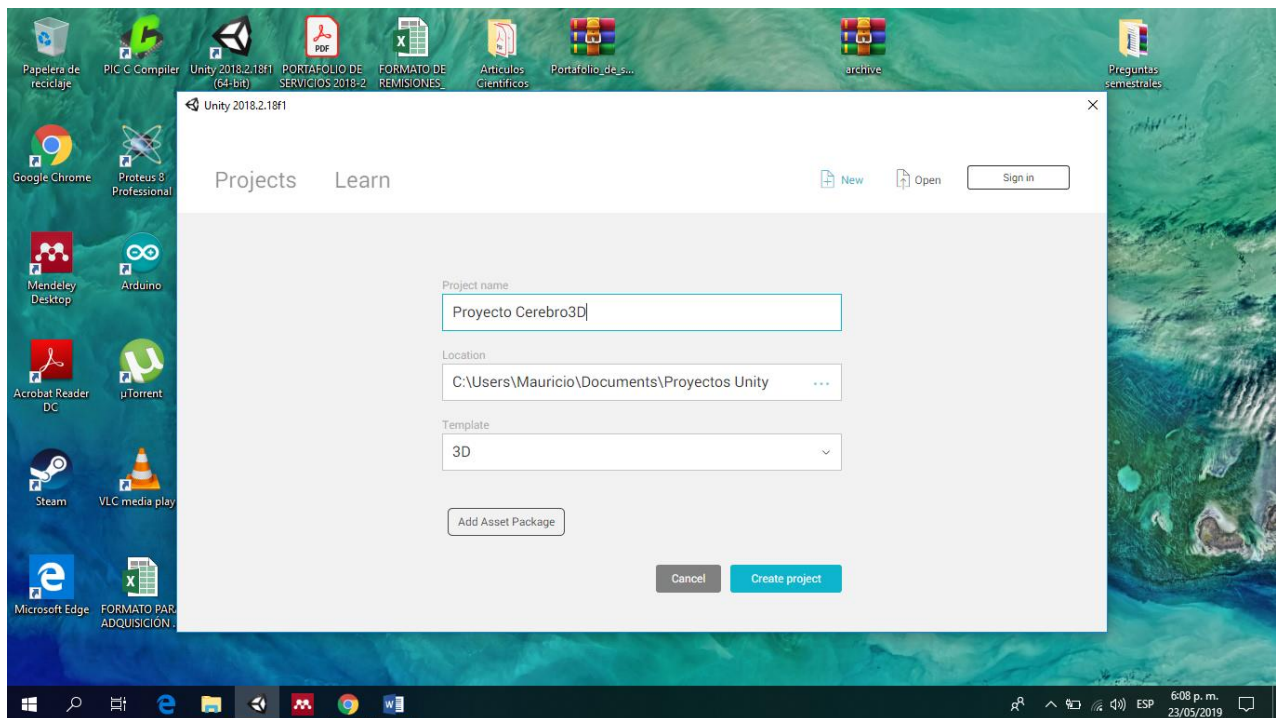 Papelera de
reciclaje
PIC C Compiler
Unity 2018.2.18f1
(64-bit)
PDF
PORTAFOLIO DE
SERVICIOS 2018-2
FORMATO DE
REMISIONES_
Articulos
Cientificos
Portafolio_de_s...
archive
Preguntas
semestrales
Unity 2018.2.18f1
Google Chrome
Proteus 8
Professional
Projects
Learn
New
Open
Sign in
Mendeley
Desktop
Arduino
Project name
Proyecto Cerebro3D
Location
C:\Users\Mauricio\Documents\Proyectos Unity
...
Acrobat Reader
DC
µTorrent
Template
3D
Steam
VLC media play
Add Asset Package
Cancel
Create project
Microsoft Edge
FORMATO PAR
ADQUISICIÓN .
ESP
6:08 p. m.
23/05/2019